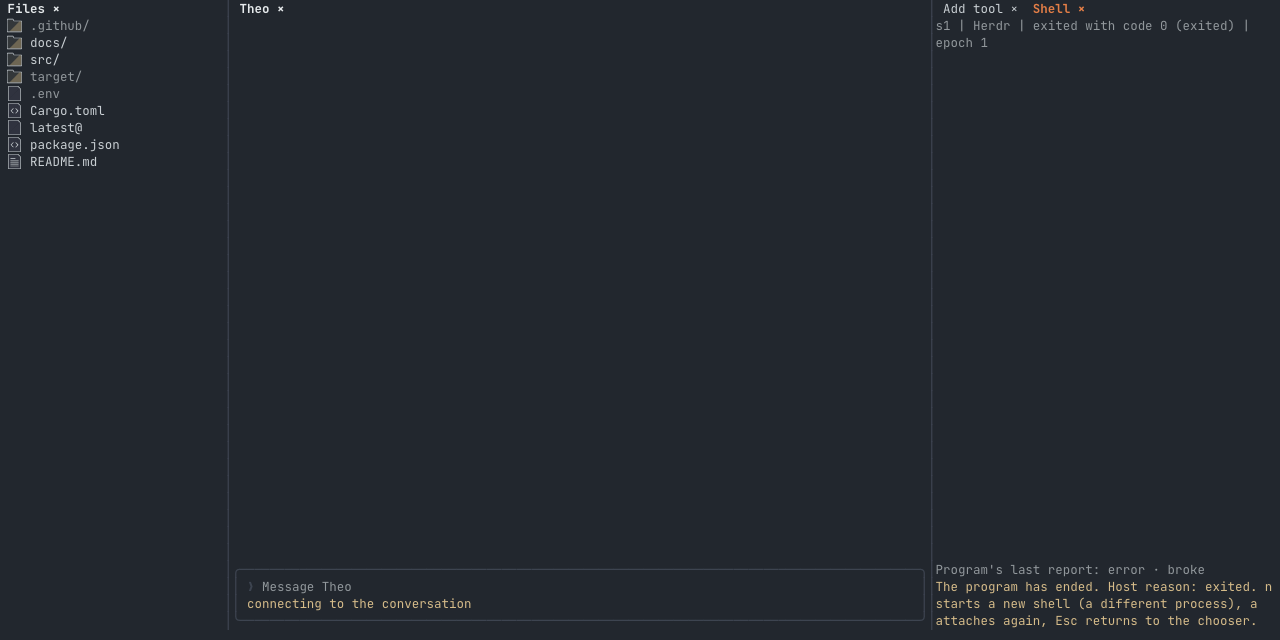 Files ×
.github/
docs/
src/
target/
.env
Cargo.toml
latest@
package.json
README.md
Theo ×
) Message Theo
connecting to the conversation
Add tool × Shell ×
s1 | Herdr | exited with code 0 (exited) |
epoch 1
Program's last report: error · broke
The program has ended. Host reason: exited. n
starts a new shell (a different process), a
attaches again, Esc returns to the chooser.